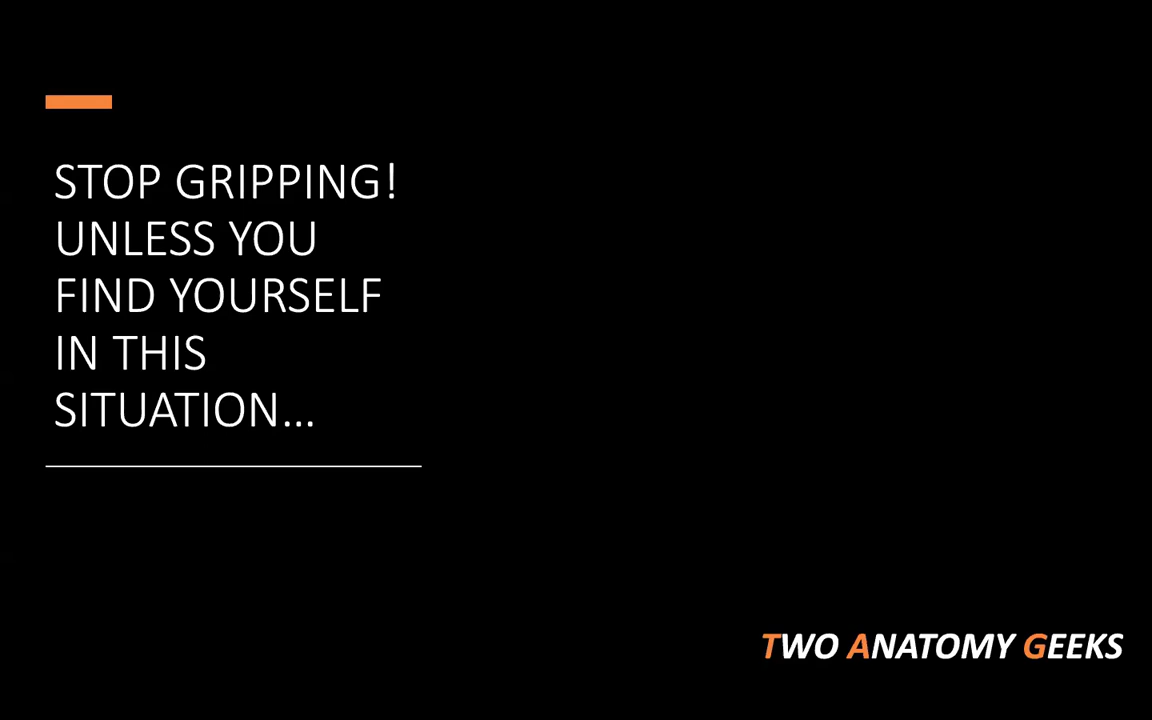 STOP GRIPPING!
UNLESS YOU
FIND YOURSELF
IN THIS
SITUATION...
TWO ANATOMY GEEKS